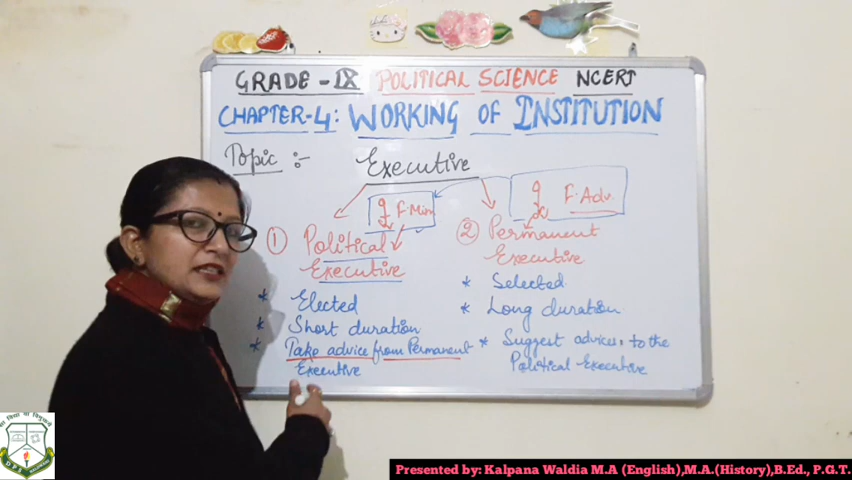 GRADE-IX POLITICAL SCIENCE NCERT
CHAPTER-4: WORKING OF INSTITUTION
Topic :- Executive
F. Min
F. Adv.
① Political
Executive
* Elected
* Short duration
* Take advice from Permanent
Executive
② Permanent
Executive
* Selected
* Long duration
* Suggest advices to the
Political Executive
D P S
Presented by: Kalpana Waldia M.A (English),M.A.(History),B.Ed., P.G.T.